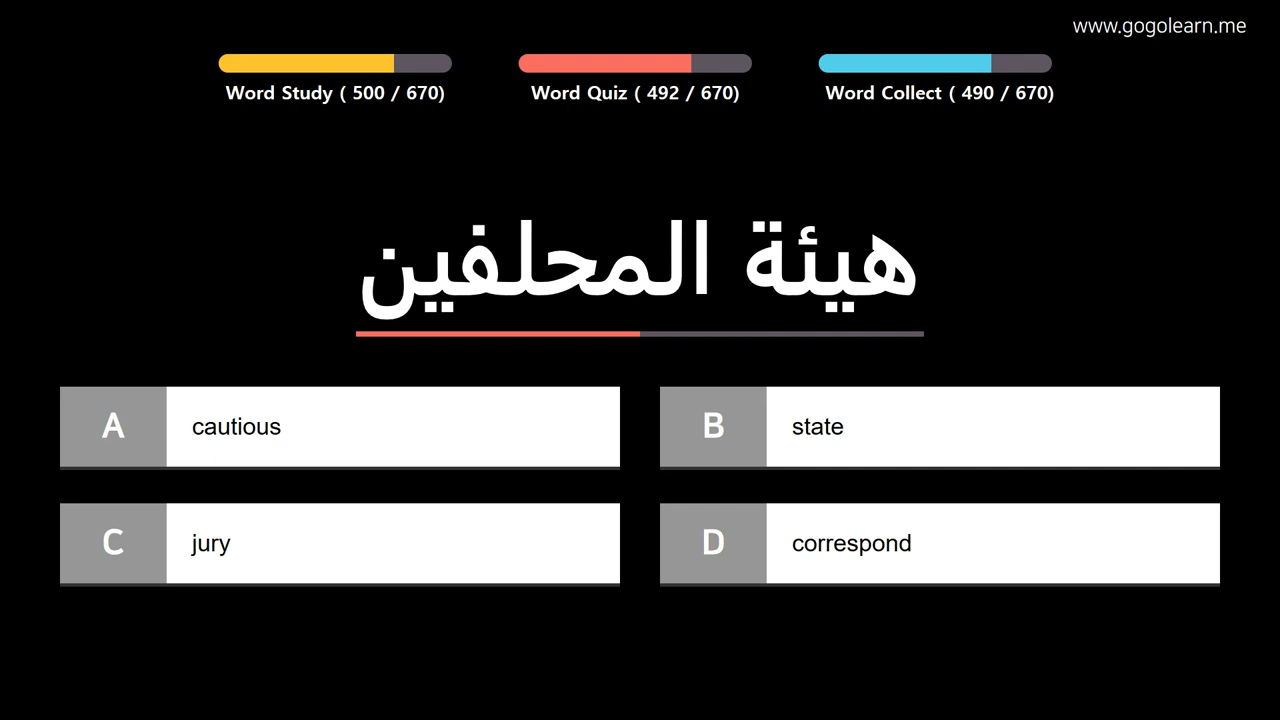 www.gogolearn.me
Word Study ( 500 / 670)
Word Quiz ( 492 / 670)
Word Collect ( 490 / 670)
هيئة المحلفين
A cautious
B state
C jury
D correspond